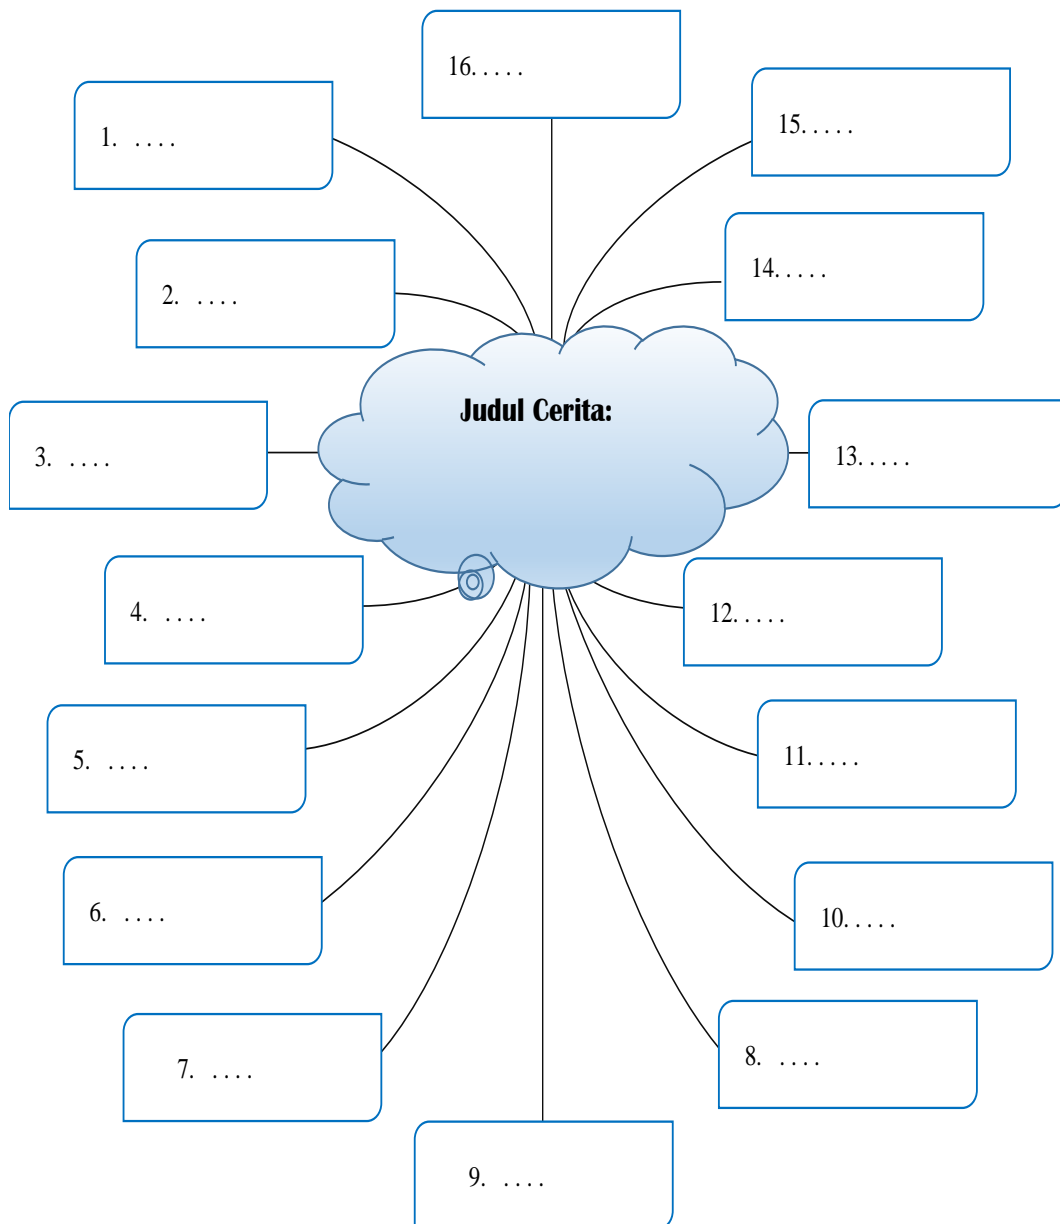 16. . . . .
1. . . . .
15. . . . .
14. . . . .
2. . . . .
Judul Cerita:
3. . . . .
13. . . . .
4. . . . .
12. . . . .
5. . . . .
11. . . . .
6. . . . .
10. . . . .
7. . . . .
8. . . . .
9. . . . .